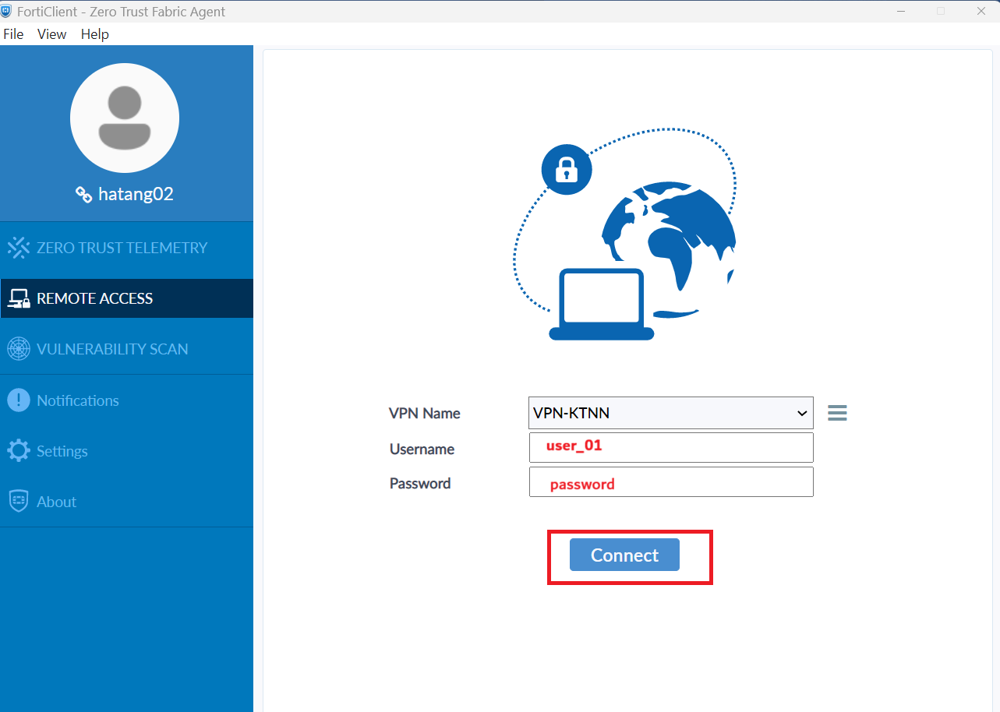 FortiClient - Zero Trust Fabric Agent
File View Help
hatang02
ZERO TRUST TELEMETRY
REMOTE ACCESS
VULNERABILITY SCAN
Notifications
Settings
About
VPN Name VPN-KTNN
Username user_01
Password password
Connect